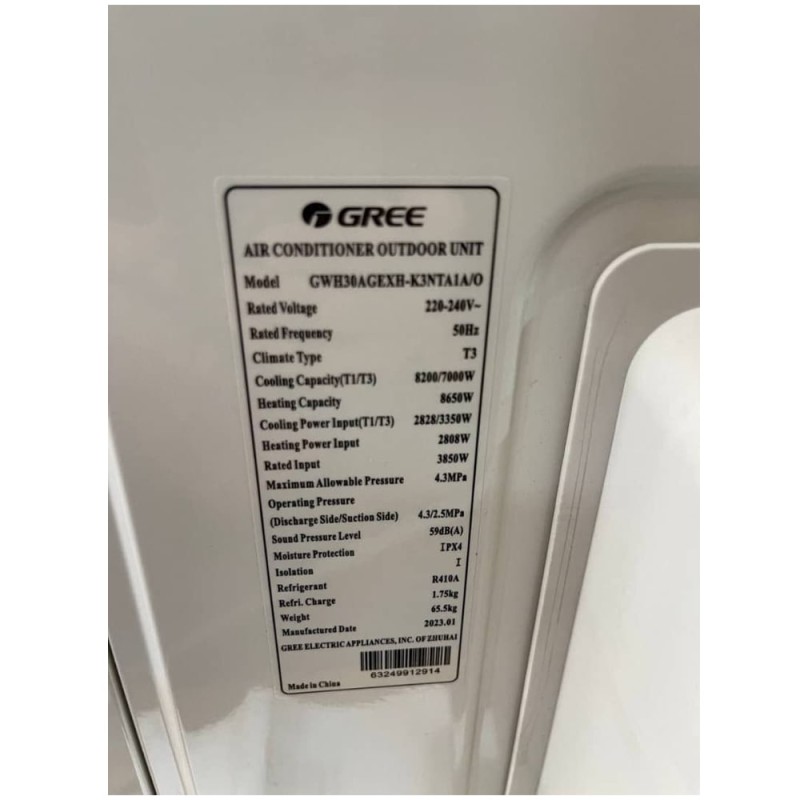 GREE
AIR CONDITIONER OUTDOOR UNIT
Model GWH30AGEXH-K3NTA1A/O
Rated Voltage 220-240V~
Rated Frequency 50Hz
Climate Type T3
Cooling Capacity(T1/T3) 8200/7000W
Heating Capacity 8650W
Cooling Power Input(T1/T3) 2828/3350W
Heating Power Input 2808W
Rated Input 3850W
Maximum Allowable Pressure 4.3MPa
Operating Pressure
(Discharge Side/Suction Side) 4.3/2.5MPa
Sound Pressure Level 59dB(A)
Moisture Protection IPX4
Isolation I
Refrigerant R410A
Refri. Charge 1.75kg
Weight 65.5kg
Manufactured Date 2023.01
GREE ELECTRIC APPLIANCES, INC. OF ZHUHAI
63249912914
Made in China